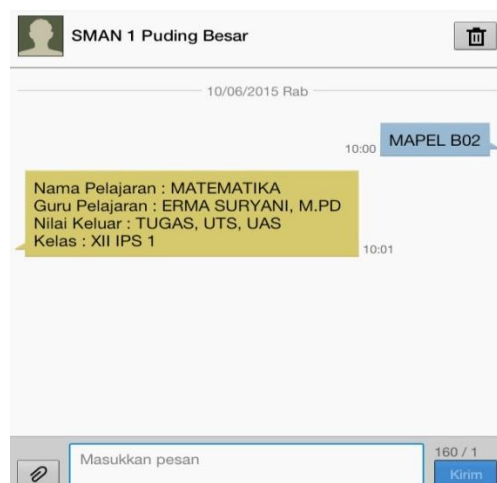 SMAN 1 Puding Besar
10/06/2015 Rab
MAPEL B02
10:00
Nama Pelajaran : MATEMATIKA
Guru Pelajaran : ERMA SURYANI, M.PD
Nilai Keluar : TUGAS, UTS, UAS
Kelas : XII IPS 1
10:01
Masukkan pesan
160 / 1
Kirim